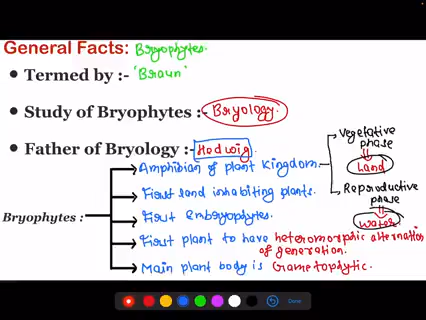 General Facts: Bryophytes.
• Termed by :- 'Braun'
• Study of Bryophytes :- Bryology.
• Father of Bryology :- Hedwig.
Bryophytes :
Amphibian of plant Kingdom
Vegetative phase
Land
Reproductive phase
water
First land inhabiting plants.
First Embryophytes.
First plant to have heteromorphic alternation
of generation.
Main plant body is Gametophytic.
Done